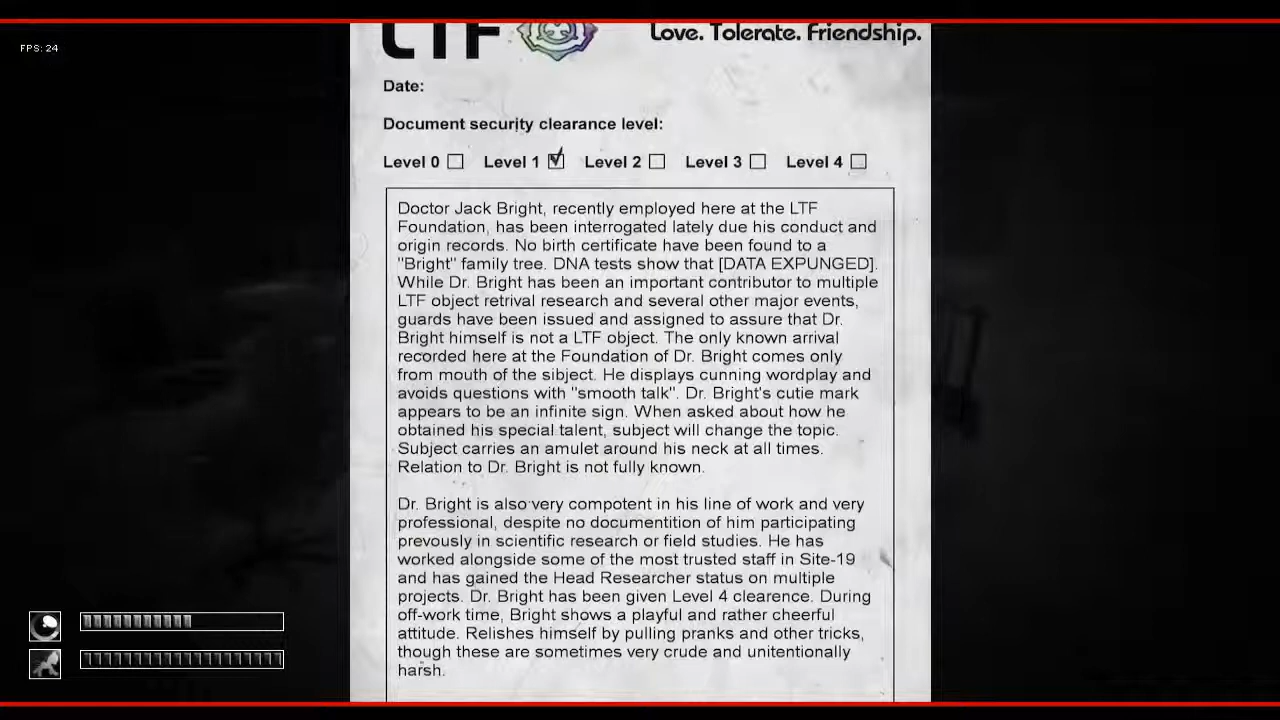 LTF Love. Tolerate. Friendship.
FPS: 24
Date:
Document security clearance level:
Level 0 Level 1 Level 2 Level 3 Level 4
Doctor Jack Bright, recently employed here at the LTF
Foundation, has been interrogated lately due his conduct and
origin records. No birth certificate have been found to a
"Bright" family tree. DNA tests show that [DATA EXPUNGED].
While Dr. Bright has been an important contributor to multiple
LTF object retrival research and several other major events,
guards have been issued and assigned to assure that Dr.
Bright himself is not a LTF object. The only known arrival
recorded here at the Foundation of Dr. Bright comes only
from mouth of the sibject. He displays cunning wordplay and
avoids questions with "smooth talk". Dr. Bright's cutie mark
appears to be an infinite sign. When asked about how he
obtained his special talent, subject will change the topic.
Subject carries an amulet around his neck at all times.
Relation to Dr. Bright is not fully known.
Dr. Bright is also very compotent in his line of work and very
professional, despite no documentition of him participating
prevously in scientific research or field studies. He has
worked alongside some of the most trusted staff in Site-19
and has gained the Head Researcher status on multiple
projects. Dr. Bright has been given Level 4 clearence. During
off-work time, Bright shows a playful and rather cheerful
attitude. Relishes himself by pulling pranks and other tricks,
though these are sometimes very crude and unitentionally
harsh.